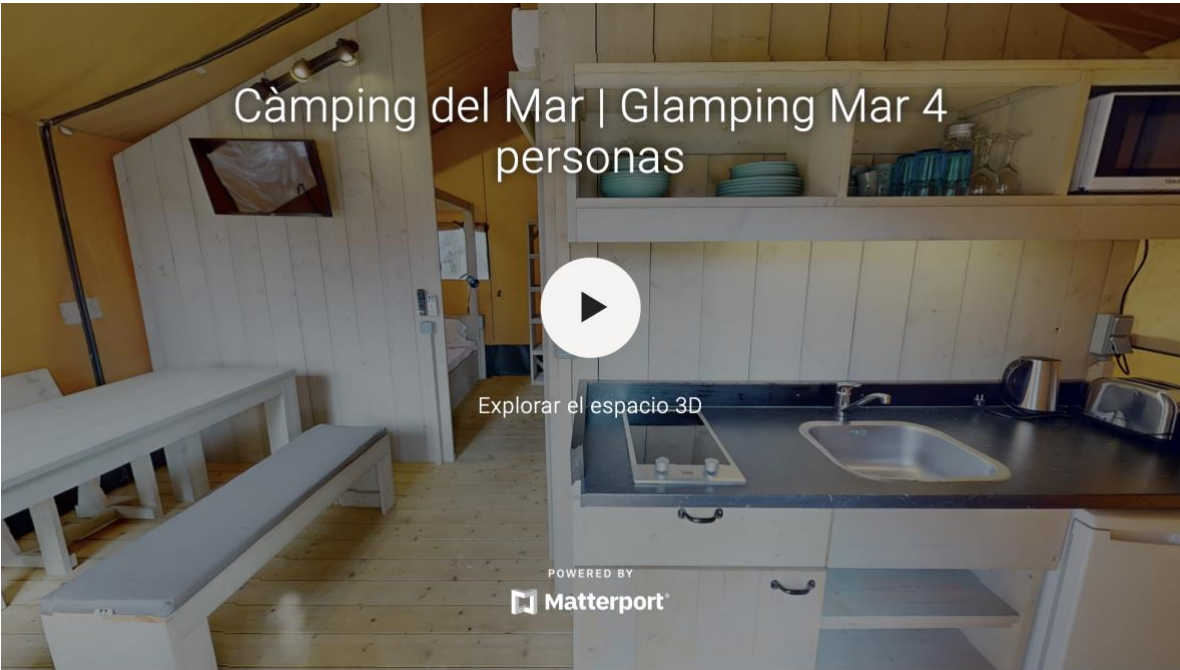 Càmping del Mar | Glamping Mar 4
personas
Explorar el espacio 3D
POWERED BY
Matterport